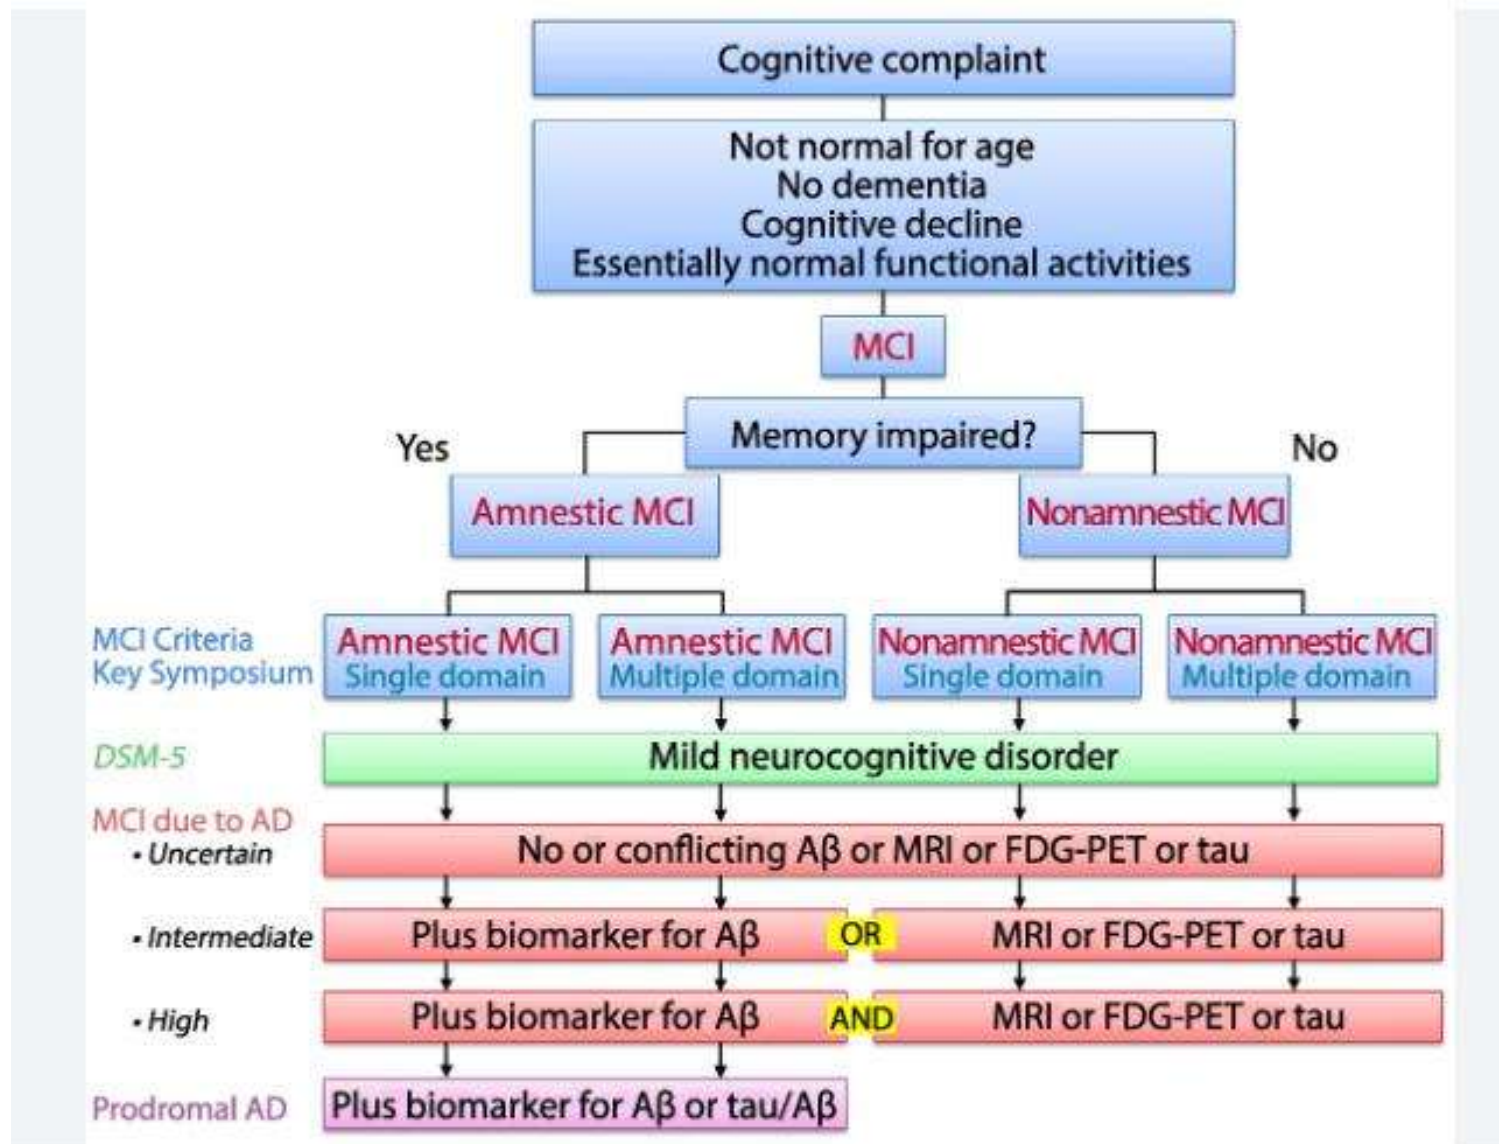 Cognitive complaint
Not normal for age
No dementia
Cognitive decline
Essentially normal functional activities
MCI
Memory impaired?
Yes
No
Amnestic MCI
Nonamnestic MCI
MCI Criteria
Key Symposium
Amnestic MCI
Single domain
Amnestic MCI
Multiple domain
Nonamnestic MCI
Single domain
Nonamnestic MCI
Multiple domain
DSM-5
Mild neurocognitive disorder
MCI due to AD
• Uncertain
No or conflicting Aβ or MRI or FDG-PET or tau
• Intermediate
Plus biomarker for Aβ OR MRI or FDG-PET or tau
• High
Plus biomarker for Aβ AND MRI or FDG-PET or tau
Prodromal AD
Plus biomarker for Aβ or tau/Aβ